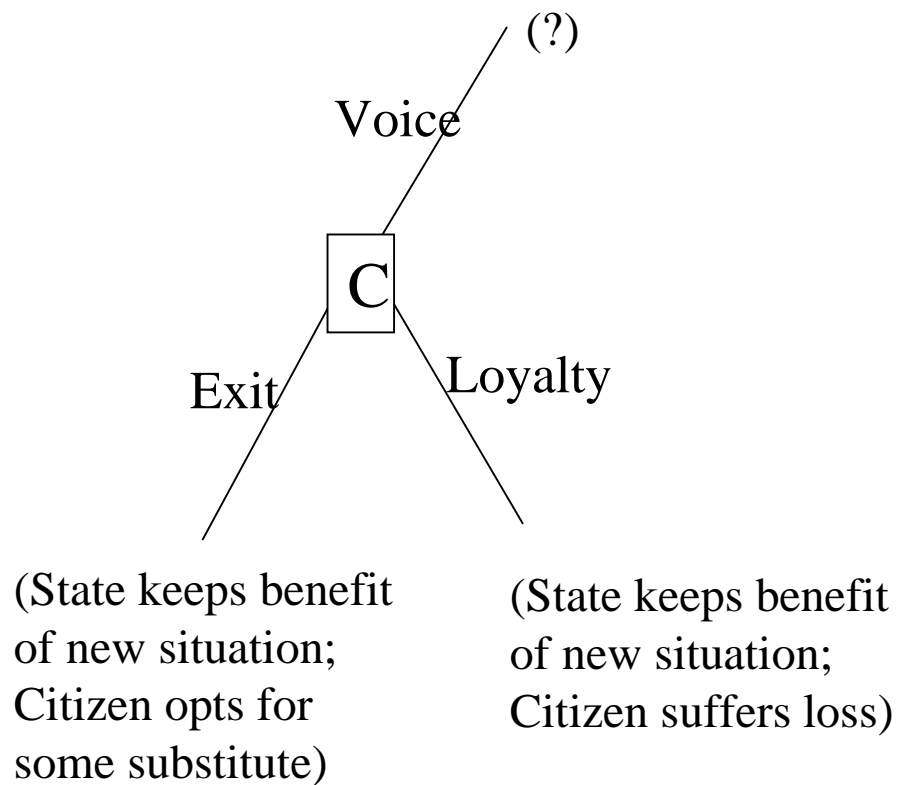 (?)
Voice
C
Exit
Loyalty
(State keeps benefit
of new situation;
Citizen opts for
some substitute)
(State keeps benefit
of new situation;
Citizen suffers loss)